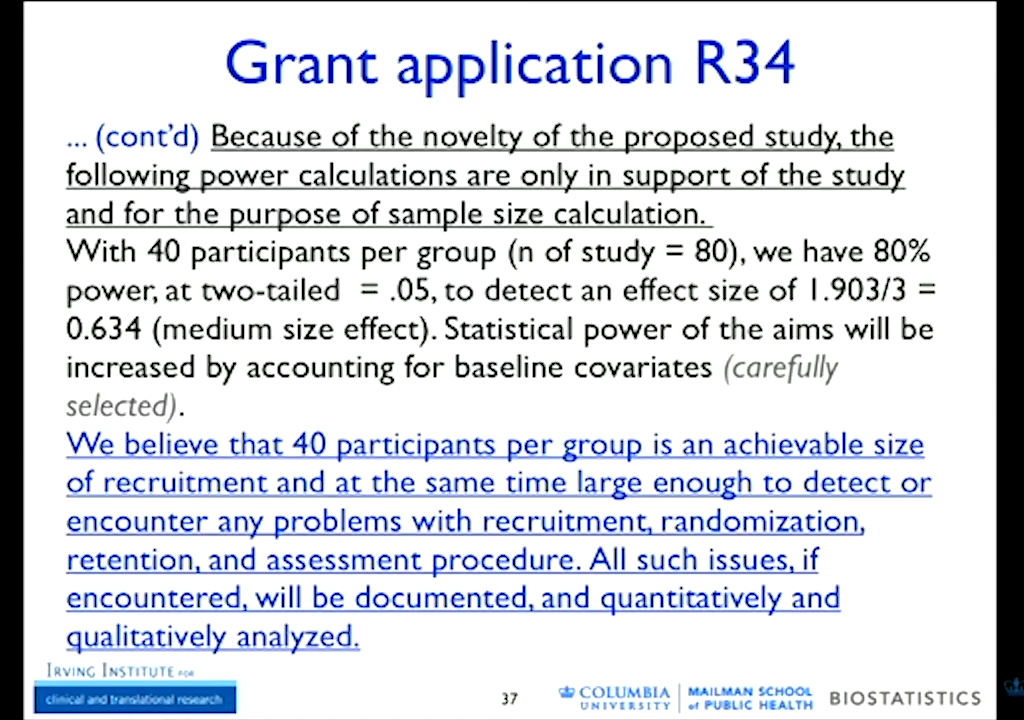 Grant application R34
... (cont'd) Because of the novelty of the proposed study, the
following power calculations are only in support of the study
and for the purpose of sample size calculation.
With 40 participants per group (n of study = 80), we have 80%
power, at two-tailed  = .05, to detect an effect size of 1.903/3 =
0.634 (medium size effect). Statistical power of the aims will be
increased by accounting for baseline covariates (carefully
selected).
We believe that 40 participants per group is an achievable size
of recruitment and at the same time large enough to detect or
encounter any problems with recruitment, randomization,
retention, and assessment procedure. All such issues, if
encountered, will be documented, and quantitatively and
qualitatively analyzed.
IRVING INSTITUTE FOR
clinical and translational research
37
COLUMBIA
UNIVERSITY
MAILMAN SCHOOL
of PUBLIC HEALTH
BIOSTATISTICS